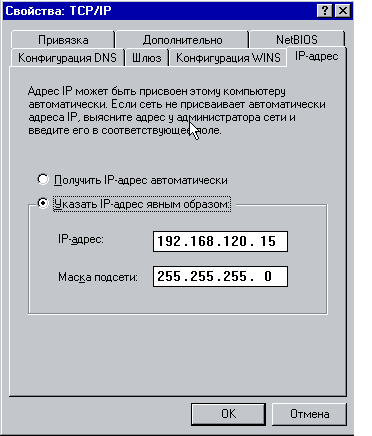 Свойства: TCP/IP
Привязка Дополнительно NetBIOS
Конфигурация DNS Шлюз Конфигурация WINS IP-адрес
Адрес IP может быть присвоен этому компьютеру
автоматически. Если сеть не присваивает автоматически
адреса IP, выясните адрес у администратора сети и
введите его в соответствующее поле.
Получить IP-адрес автоматически
Указать IP-адрес явным образом:
IP-адрес: 192.168.120. 15
Маска подсети: 255.255.255. 0
OK Отмена